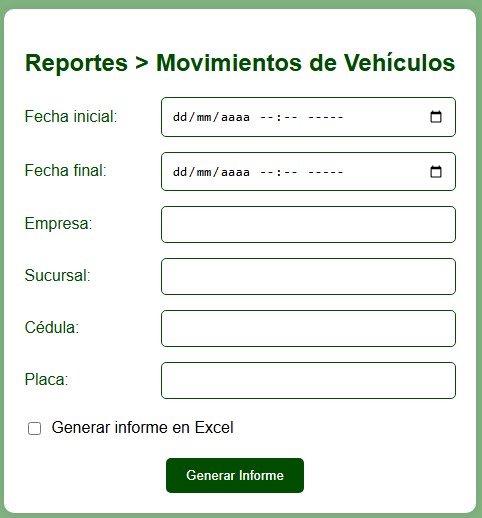 Reportes > Movimientos de Vehículos
Fecha inicial: dd/mm/aaaa --:-- -----
Fecha final: dd/mm/aaaa --:-- -----
Empresa:
Sucursal:
Cédula:
Placa:
Generar informe en Excel
Generar Informe